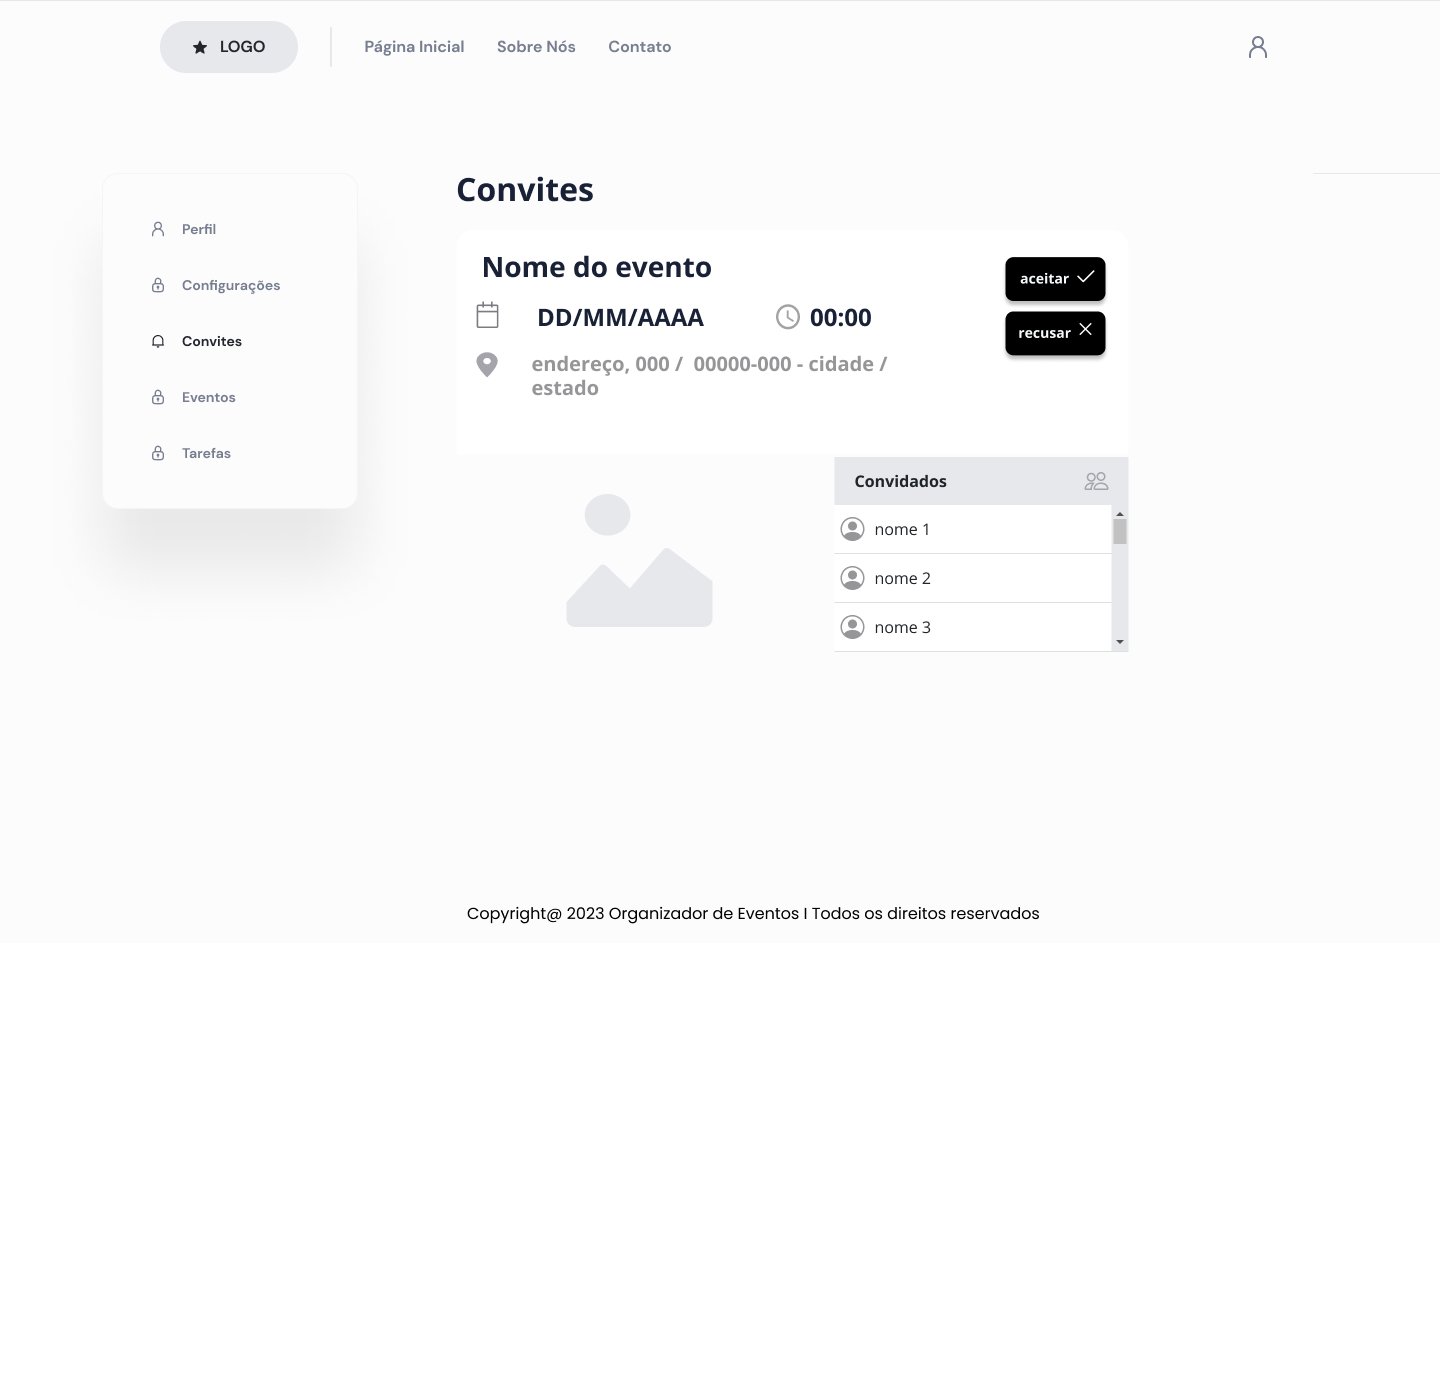 LOGO
Página Inicial
Sobre Nós
Contato
Perfil
Configurações
Convites
Eventos
Tarefas
Convites
Nome do evento
DD/MM/AAAA
00:00
endereço, 000 /  00000-000 - cidade /
estado
aceitar
recusar
Convidados
nome 1
nome 2
nome 3
Copyright@ 2023 Organizador de Eventos I Todos os direitos reservados